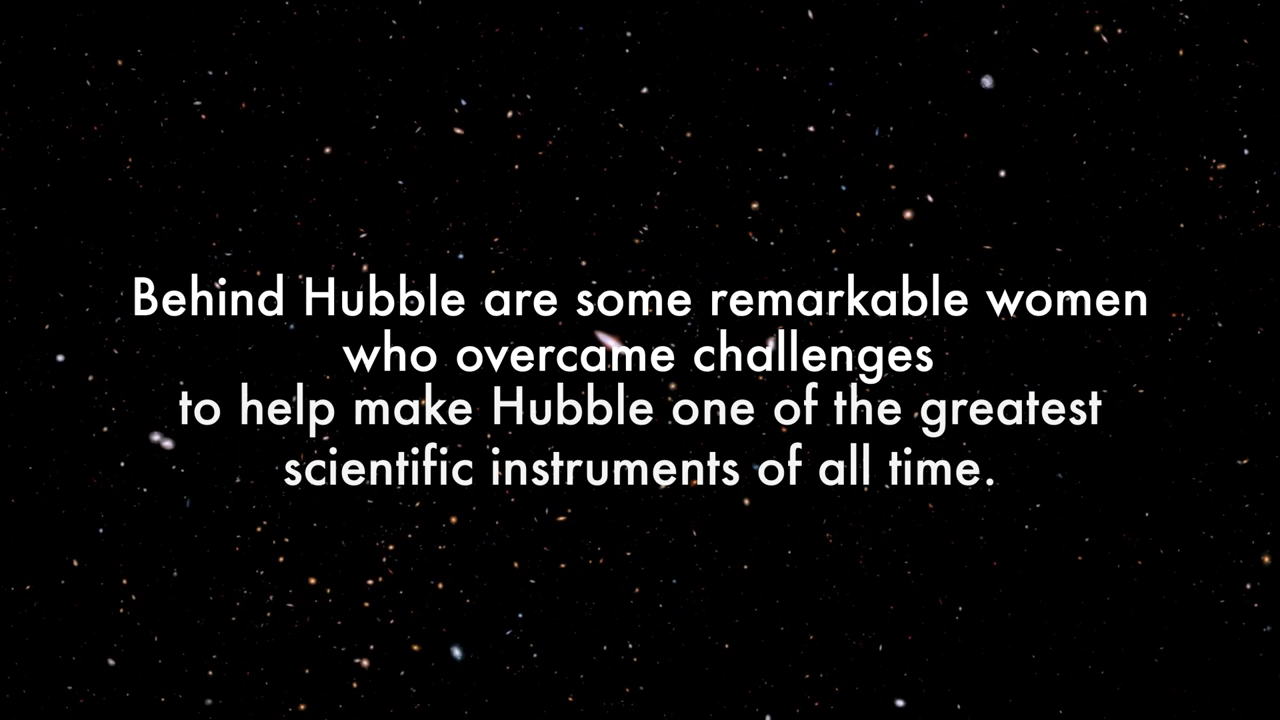 Behind Hubble are some remarkable women
who overcame challenges
to help make Hubble one of the greatest
scientific instruments of all time.